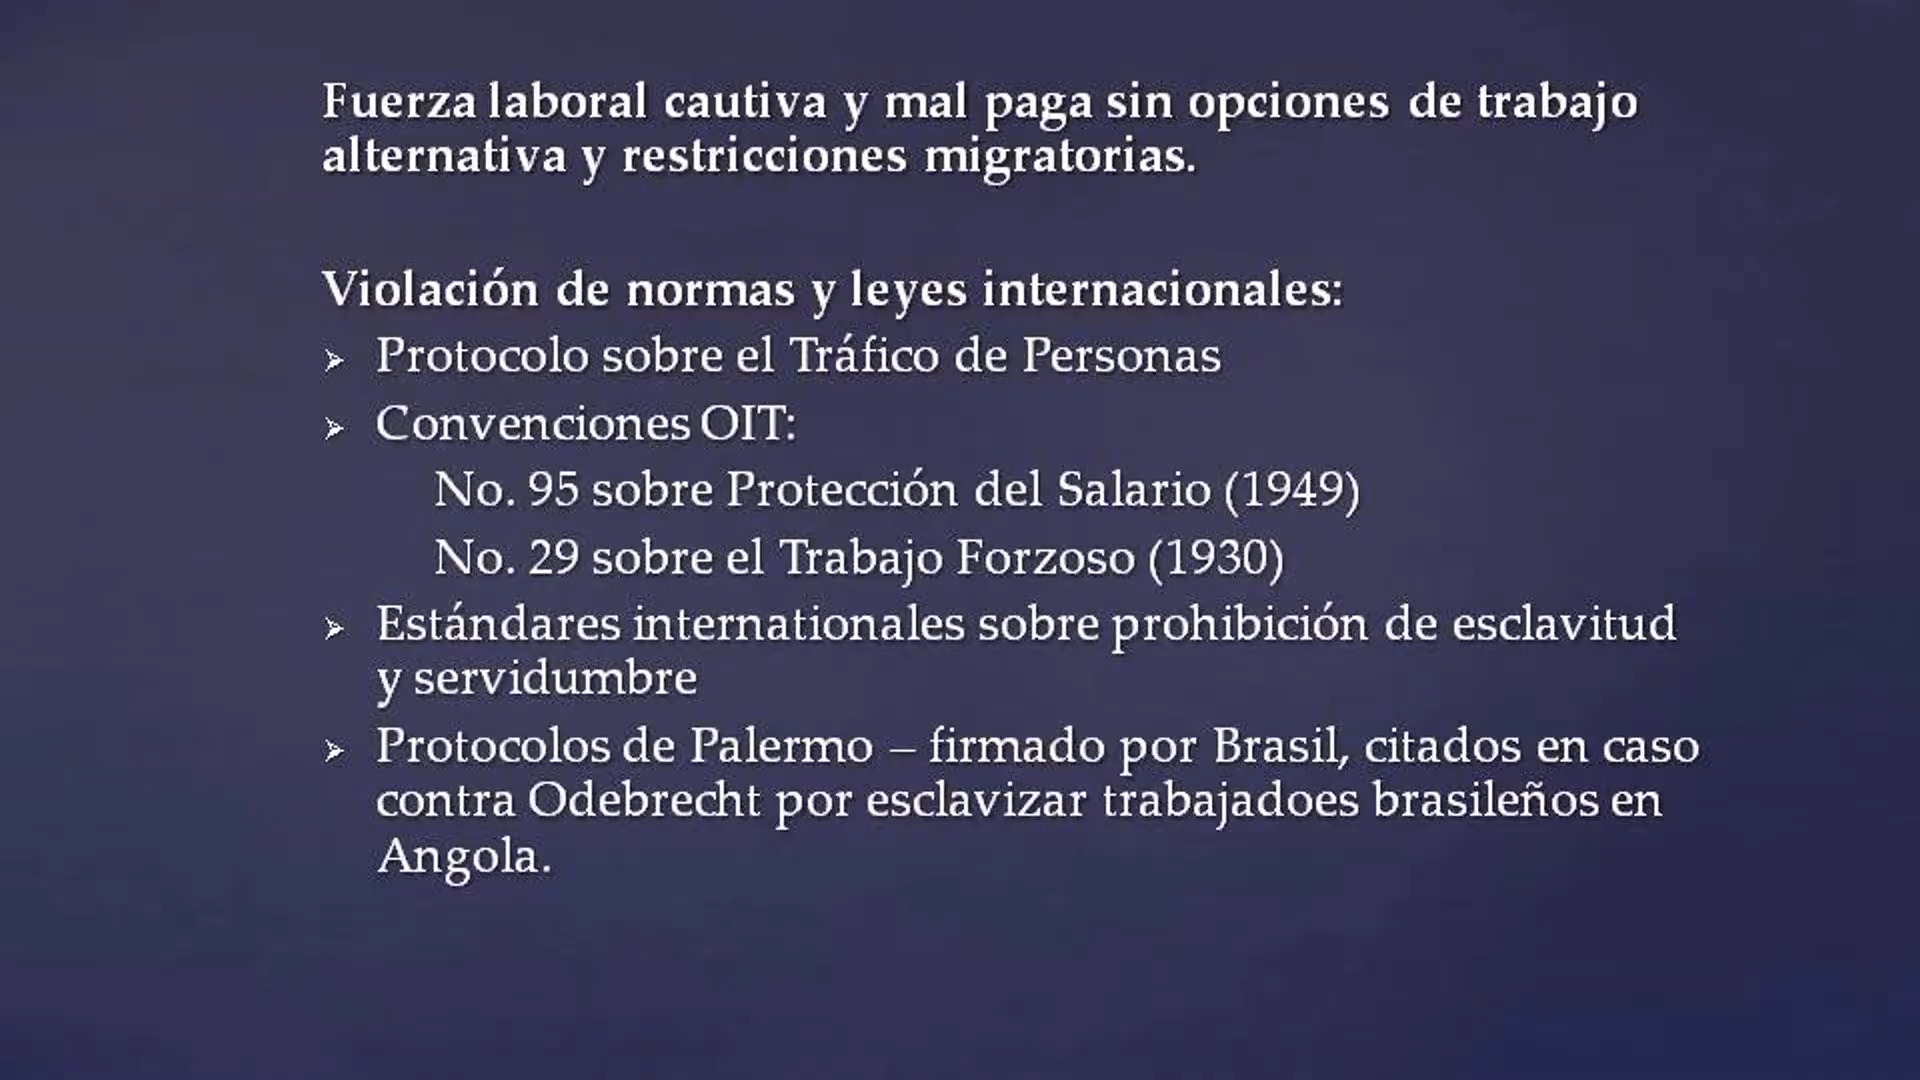 Fuerza laboral cautiva y mal paga sin opciones de trabajo
alternativa y restricciones migratorias.
Violación de normas y leyes internacionales:
➢ Protocolo sobre el Tráfico de Personas
➢ Convenciones OIT:
No. 95 sobre Protección del Salario (1949)
No. 29 sobre el Trabajo Forzoso (1930)
➢ Estándares internationales sobre prohibición de esclavitud
y servidumbre
➢ Protocolos de Palermo – firmado por Brasil, citados en caso
contra Odebrecht por esclavizar trabajadoes brasileños en
Angola.